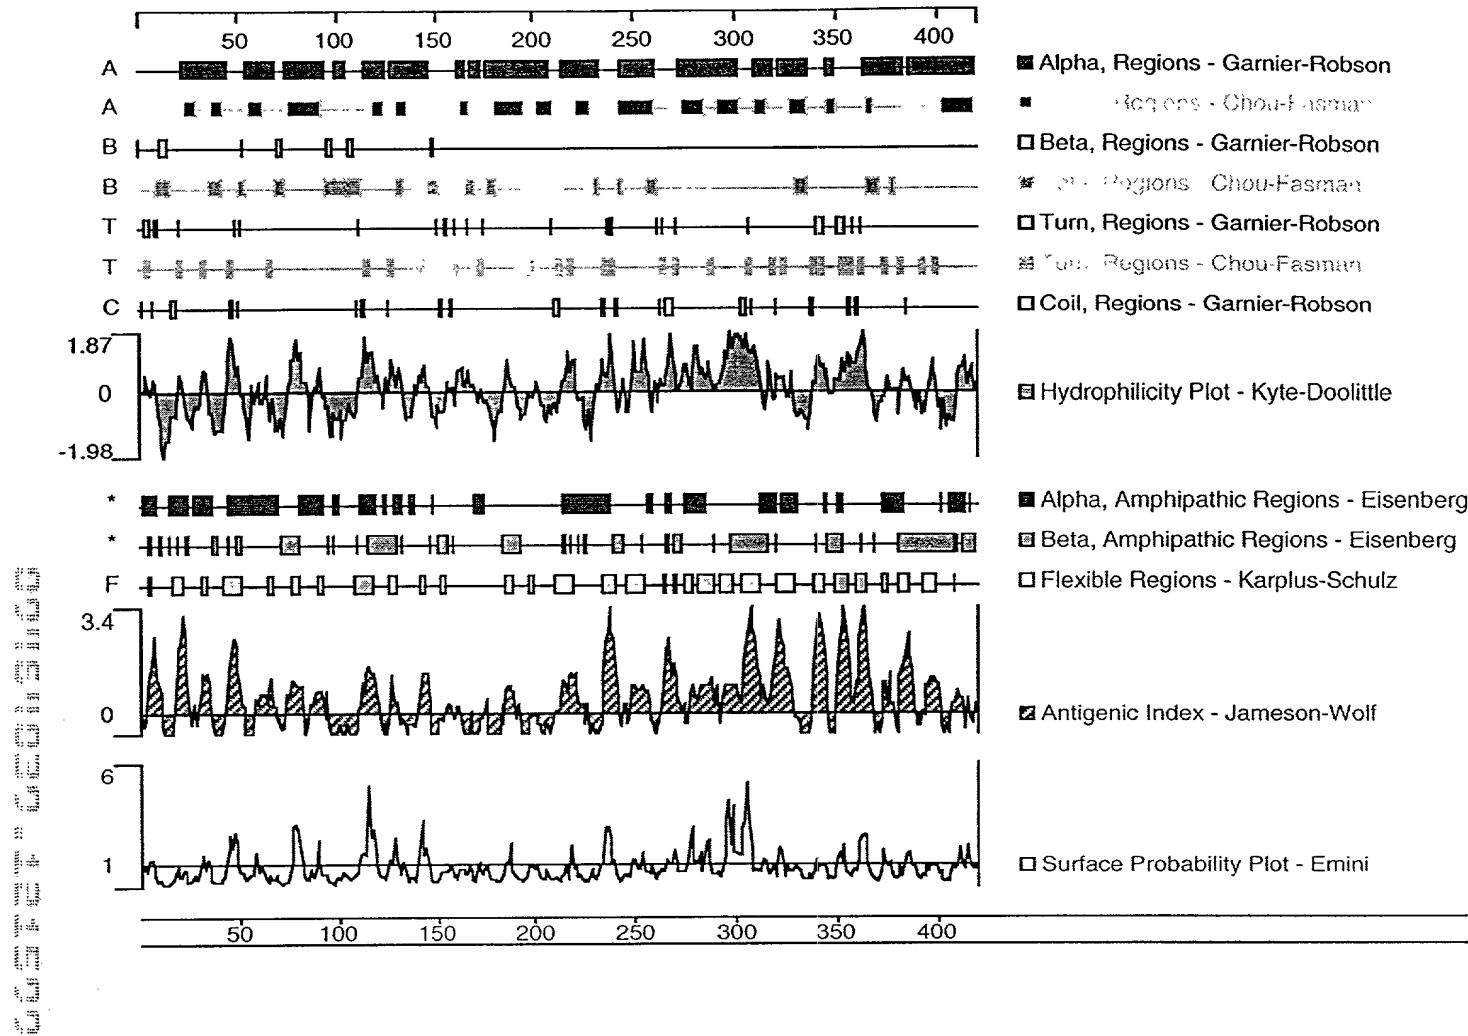 50 100 150 200 250 300 350 400
A Alpha, Regions - Garnier-Robson
A Regions - Chou-Fasman
B Beta, Regions - Garnier-Robson
B Regions - Chou-Fasman
T Turn, Regions - Garnier-Robson
T Turn, Regions - Chou-Fasman
C Coil, Regions - Garnier-Robson
1.87
0 Hydrophilicity Plot - Kyte-Doolittle
-1.98
* Alpha, Amphipathic Regions - Eisenberg
* Beta, Amphipathic Regions - Eisenberg
F Flexible Regions - Karplus-Schulz
3.4
0 Antigenic Index - Jameson-Wolf
6
1 Surface Probability Plot - Emini
50 100 150 200 250 300 350 400